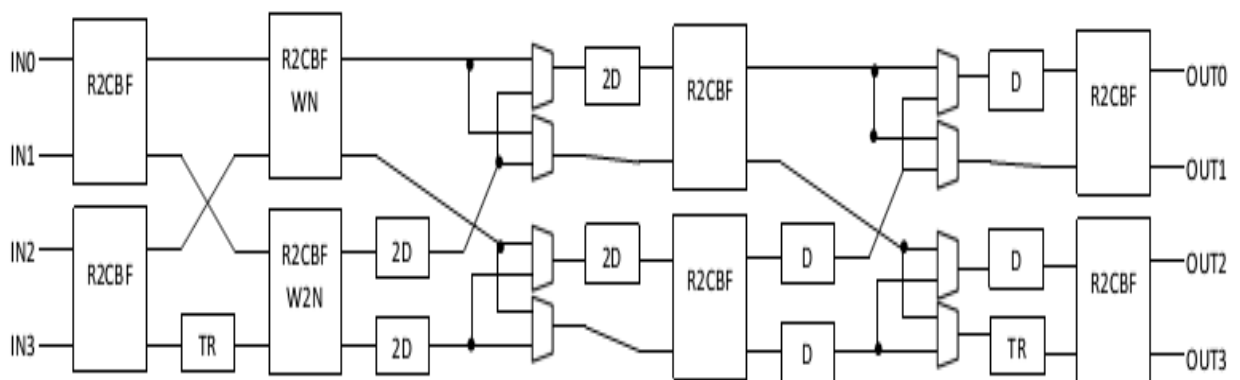 IN0
R2CBF
R2CBF
WN
2D
R2CBF
D
R2CBF
OUT0
IN1
OUT1
IN2
R2CBF
R2CBF
W2N
2D
2D
R2CBF
D
D
R2CBF
OUT2
IN3
TR
2D
D
TR
OUT3